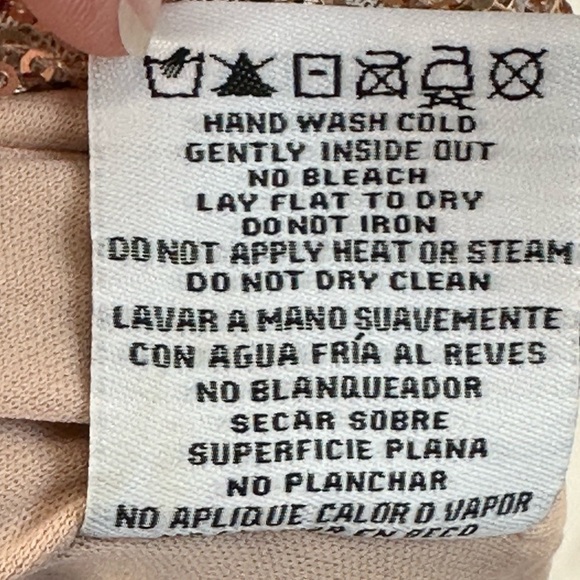 HAND WASH COLD
GENTLY INSIDE OUT
NO BLEACH
LAY FLAT TO DRY
DO NOT IRON
DO NOT APPLY HEAT OR STEAM
DO NOT DRY CLEAN
LAVAR A MANO SUAVEMENTE
CON AGUA FRÍA AL REVES
NO BLANQUEADOR
SECAR SOBRE
SUPERFICIE PLANA
NO PLANCHAR
NO APLIQUE CALOR O VAPOR
EN